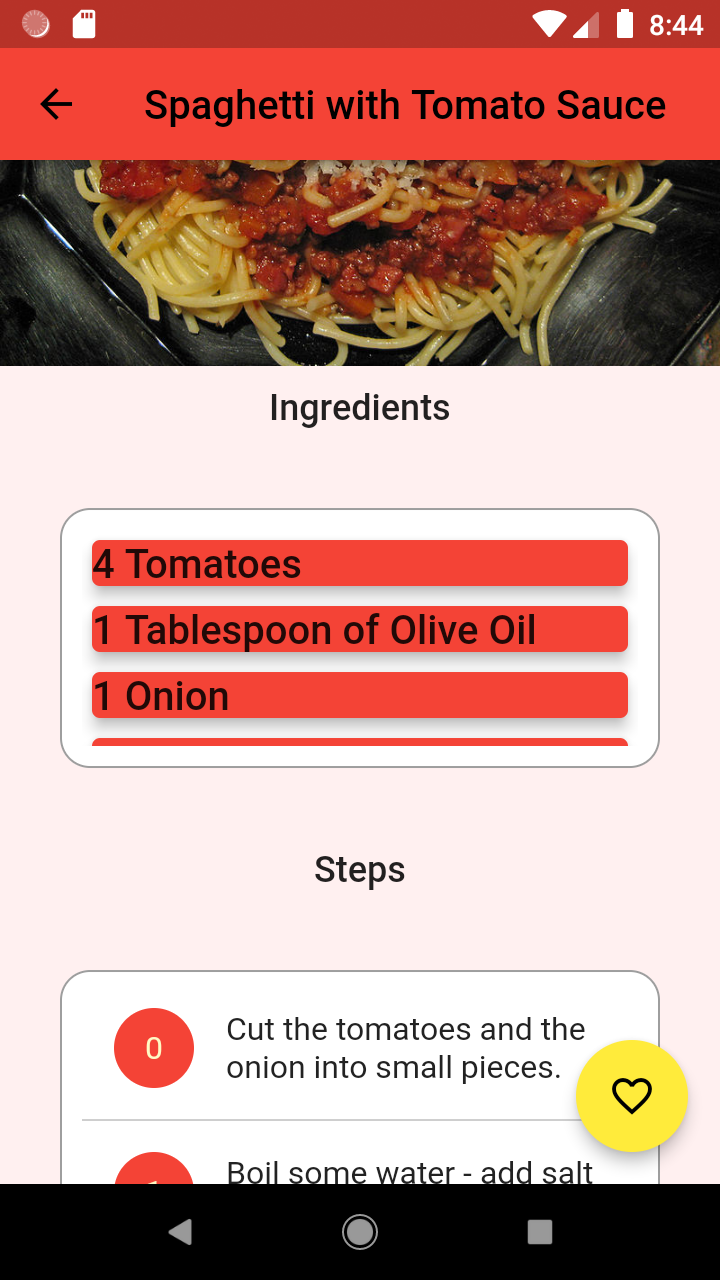 8:44
Spaghetti with Tomato Sauce
Ingredients
4 Tomatoes
1 Tablespoon of Olive Oil
1 Onion
Steps
0
Cut the tomatoes and the
onion into small pieces.
Boil some water - add salt